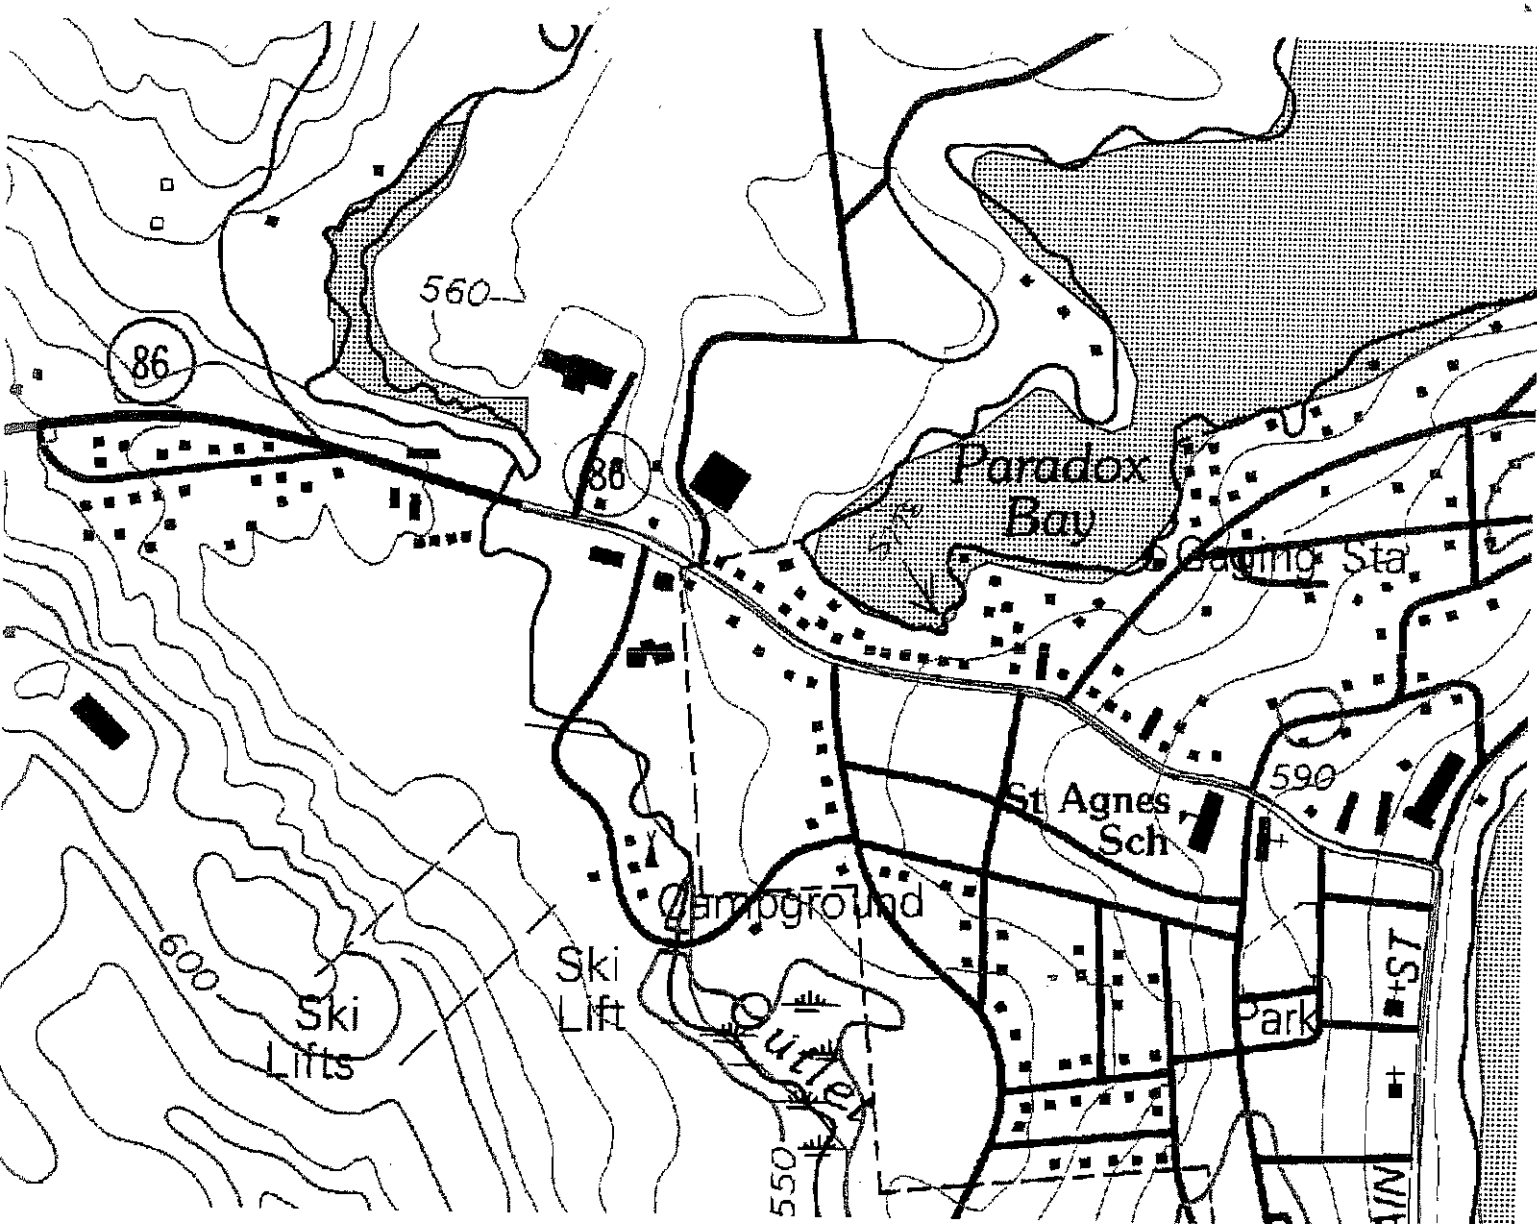 560
86
86
Paradox
Bay
Gaging Sta
590
St Agnes
Sch
Campground
600
Ski
Lift
Ski
Lifts
Outlet
Park
ST
550